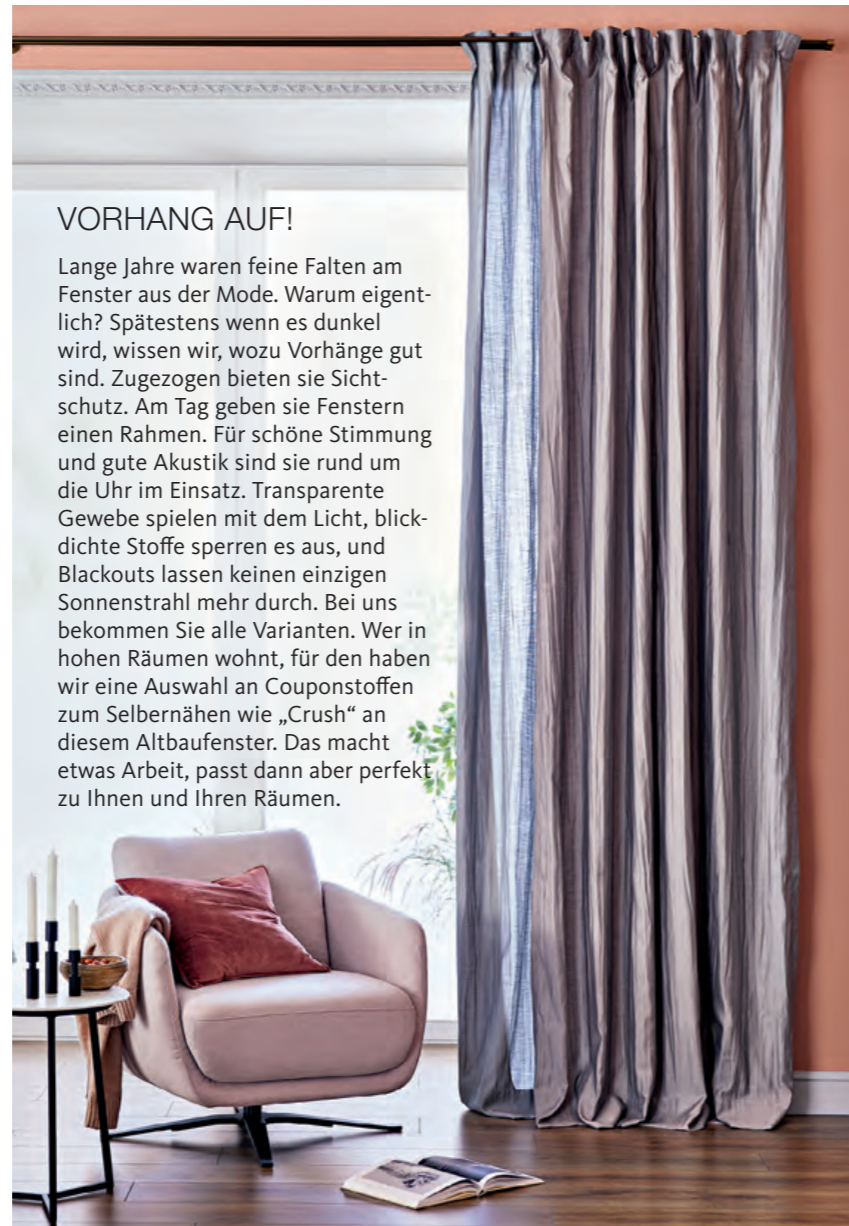 VORHANG AUF!
Lange Jahre waren feine Falten am
Fenster aus der Mode. Warum eigent-
lich? Spätestens wenn es dunkel
wird, wissen wir, wozu Vorhänge gut
sind. Zugezogen bieten sie Sicht-
schutz. Am Tag geben sie Fenstern
einen Rahmen. Für schöne Stimmung
und gute Akustik sind sie rund um
die Uhr im Einsatz. Transparente
Gewebe spielen mit dem Licht, blick-
dichte Stoffe sperren es aus, und
Blackouts lassen keinen einzigen
Sonnenstrahl mehr durch. Bei uns
bekommen Sie alle Varianten. Wer in
hohen Räumen wohnt, für den haben
wir eine Auswahl an Couponstoffen
zum Selbernähen wie „Crush“ an
diesem Altbaufenster. Das macht
etwas Arbeit, passt dann aber perfekt
zu Ihnen und Ihren Räumen.